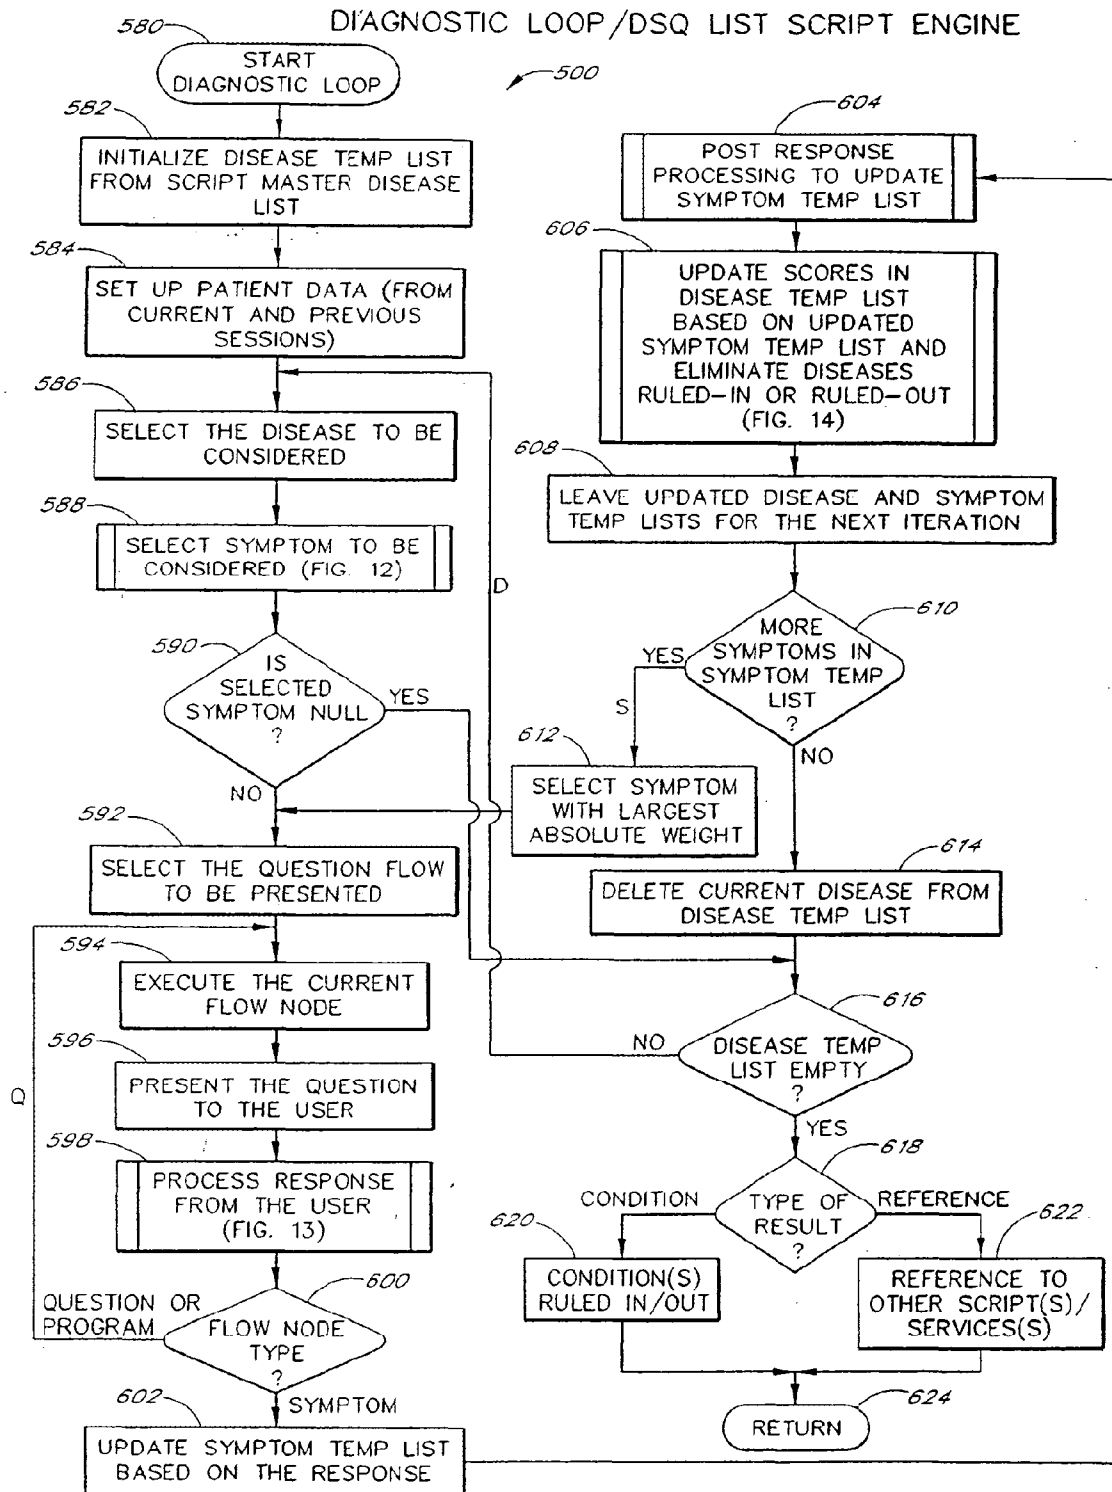 DIAGNOSTIC LOOP/DSQ LIST SCRIPT ENGINE
500
580
START
DIAGNOSTIC LOOP
582
INITIALIZE DISEASE TEMP LIST
FROM SCRIPT MASTER DISEASE
LIST
584
SET UP PATIENT DATA (FROM
CURRENT AND PREVIOUS
SESSIONS)
586
SELECT THE DISEASE TO BE
CONSIDERED
588
SELECT SYMPTOM TO BE
CONSIDERED (FIG. 12)
D
590
IS
SELECTED
SYMPTOM NULL
?
YES
NO
592
SELECT THE QUESTION FLOW
TO BE PRESENTED
594
EXECUTE THE CURRENT
FLOW NODE
596
PRESENT THE QUESTION
TO THE USER
Q
598
PROCESS RESPONSE
FROM THE USER
(FIG. 13)
600
QUESTION OR
PROGRAM
FLOW NODE
TYPE
?
SYMPTOM
602
UPDATE SYMPTOM TEMP LIST
BASED ON THE RESPONSE
604
POST RESPONSE
PROCESSING TO UPDATE
SYMPTOM TEMP LIST
606
UPDATE SCORES IN
DISEASE TEMP LIST
BASED ON UPDATED
SYMPTOM TEMP LIST AND
ELIMINATE DISEASES
RULED-IN OR RULED-OUT
(FIG. 14)
608
LEAVE UPDATED DISEASE AND SYMPTOM
TEMP LISTS FOR THE NEXT ITERATION
610
MORE
SYMPTOMS IN
SYMPTOM TEMP
LIST
?
YES
S
NO
612
SELECT SYMPTOM
WITH LARGEST
ABSOLUTE WEIGHT
614
DELETE CURRENT DISEASE FROM
DISEASE TEMP LIST
616
DISEASE TEMP
LIST EMPTY
?
NO
YES
618
TYPE OF
RESULT
?
CONDITION
REFERENCE
620
CONDITION(S)
RULED IN/OUT
622
REFERENCE TO
OTHER SCRIPT(S)/
SERVICES(S)
624
RETURN